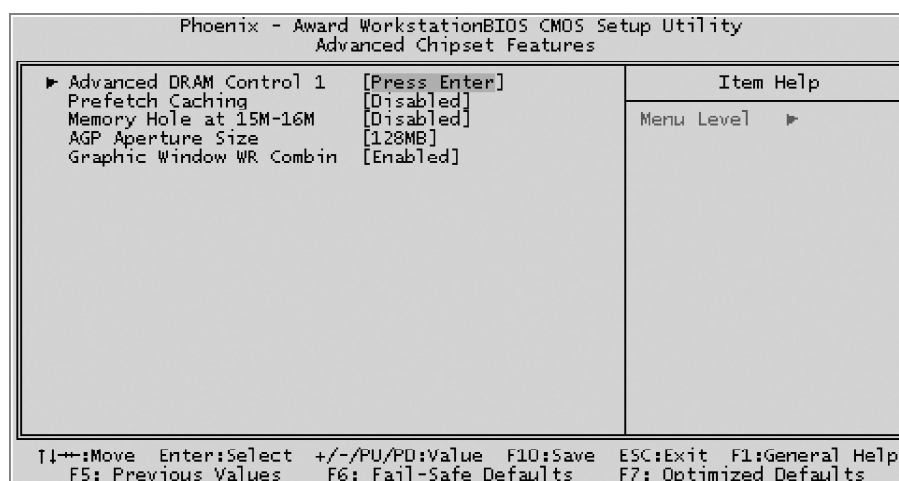 Phoenix - Award WorkstationBIOS CMOS Setup Utility
Advanced Chipset Features
▶ Advanced DRAM Control 1 [Press Enter]
Prefetch Caching [Disabled]
Memory Hole at 15M-16M [Disabled]
AGP Aperture Size [128MB]
Graphic Window WR Combin [Enabled]
Item Help
Menu Level ▶
↑↓→←:Move Enter:Select +/-/PU/PD:Value F10:Save ESC:Exit F1:General Help
F5: Previous Values F6: Fail-Safe Defaults F7: Optimized Defaults